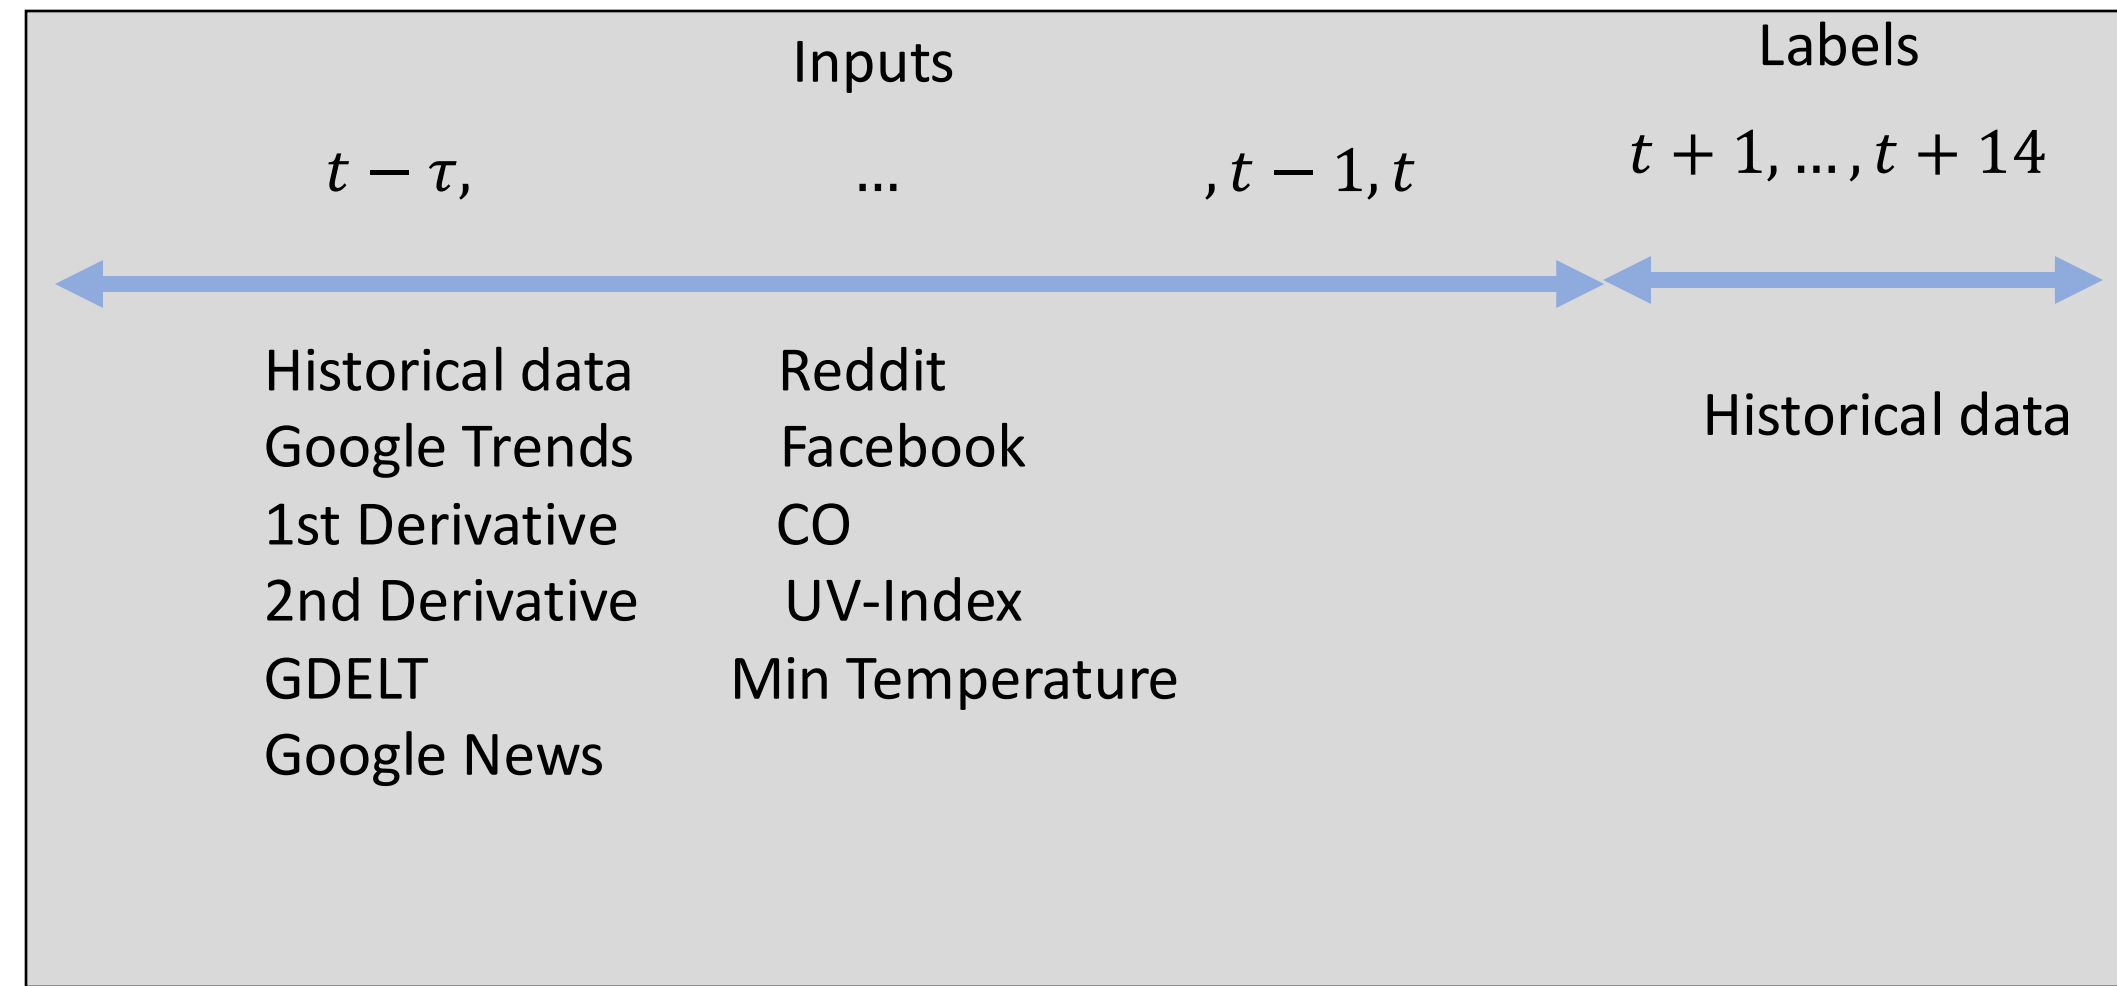 Inputs
Labels
t − τ, … , t − 1, t
t + 1, … , t + 14
Historical data
Google Trends
1st Derivative
2nd Derivative
GDELT
Google News
Reddit
Facebook
CO
UV-Index
Min Temperature
Historical data